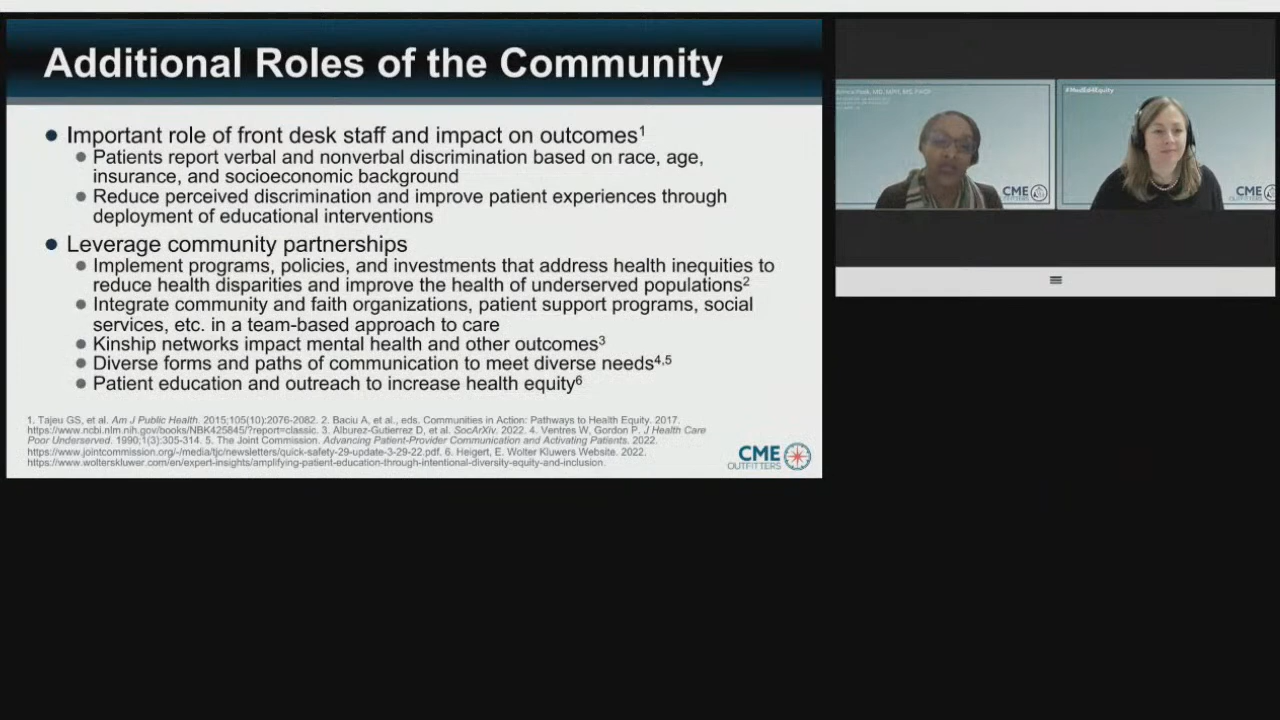 Additional Roles of the Community
Important role of front desk staff and impact on outcomes1
Patients report verbal and nonverbal discrimination based on race, age,
insurance, and socioeconomic background
Reduce perceived discrimination and improve patient experiences through
deployment of educational interventions
Leverage community partnerships
Implement programs, policies, and investments that address health inequities to
reduce health disparities and improve the health of underserved populations2
Integrate community and faith organizations, patient support programs, social
services, etc. in a team-based approach to care
Kinship networks impact mental health and other outcomes3
Diverse forms and paths of communication to meet diverse needs4,5
Patient education and outreach to increase health equity6
1. Tajeu GS, et al. Am J Public Health. 2015;105(10):2076-2082. 2. Baciu A, et al., eds. Communities in Action: Pathways to Health Equity. 2017.
https://www.ncbi.nlm.nih.gov/books/NBK425845/?report=classic. 3. Alburez-Gutierrez D, et al. SocArXiv. 2022. 4. Ventres W, Gordon P. J Health Care
Poor Underserved. 1990;1(3):305-314. 5. The Joint Commission. Advancing Patient-Provider Communication and Activating Patients. 2022.
https://www.jointcommission.org/-/media/tjc/newsletters/quick-safety-29-update-3-29-22.pdf. 6. Heigert, E. Wolter Kluwers Website. 2022.
https://www.wolterskluwer.com/en/expert-insights/amplifying-patient-education-through-intentional-diversity-equity-and-inclusion.
CME
OUTFITTERS
MD, MPH, MS, FACP
CME
#MedEd4Equity
CME